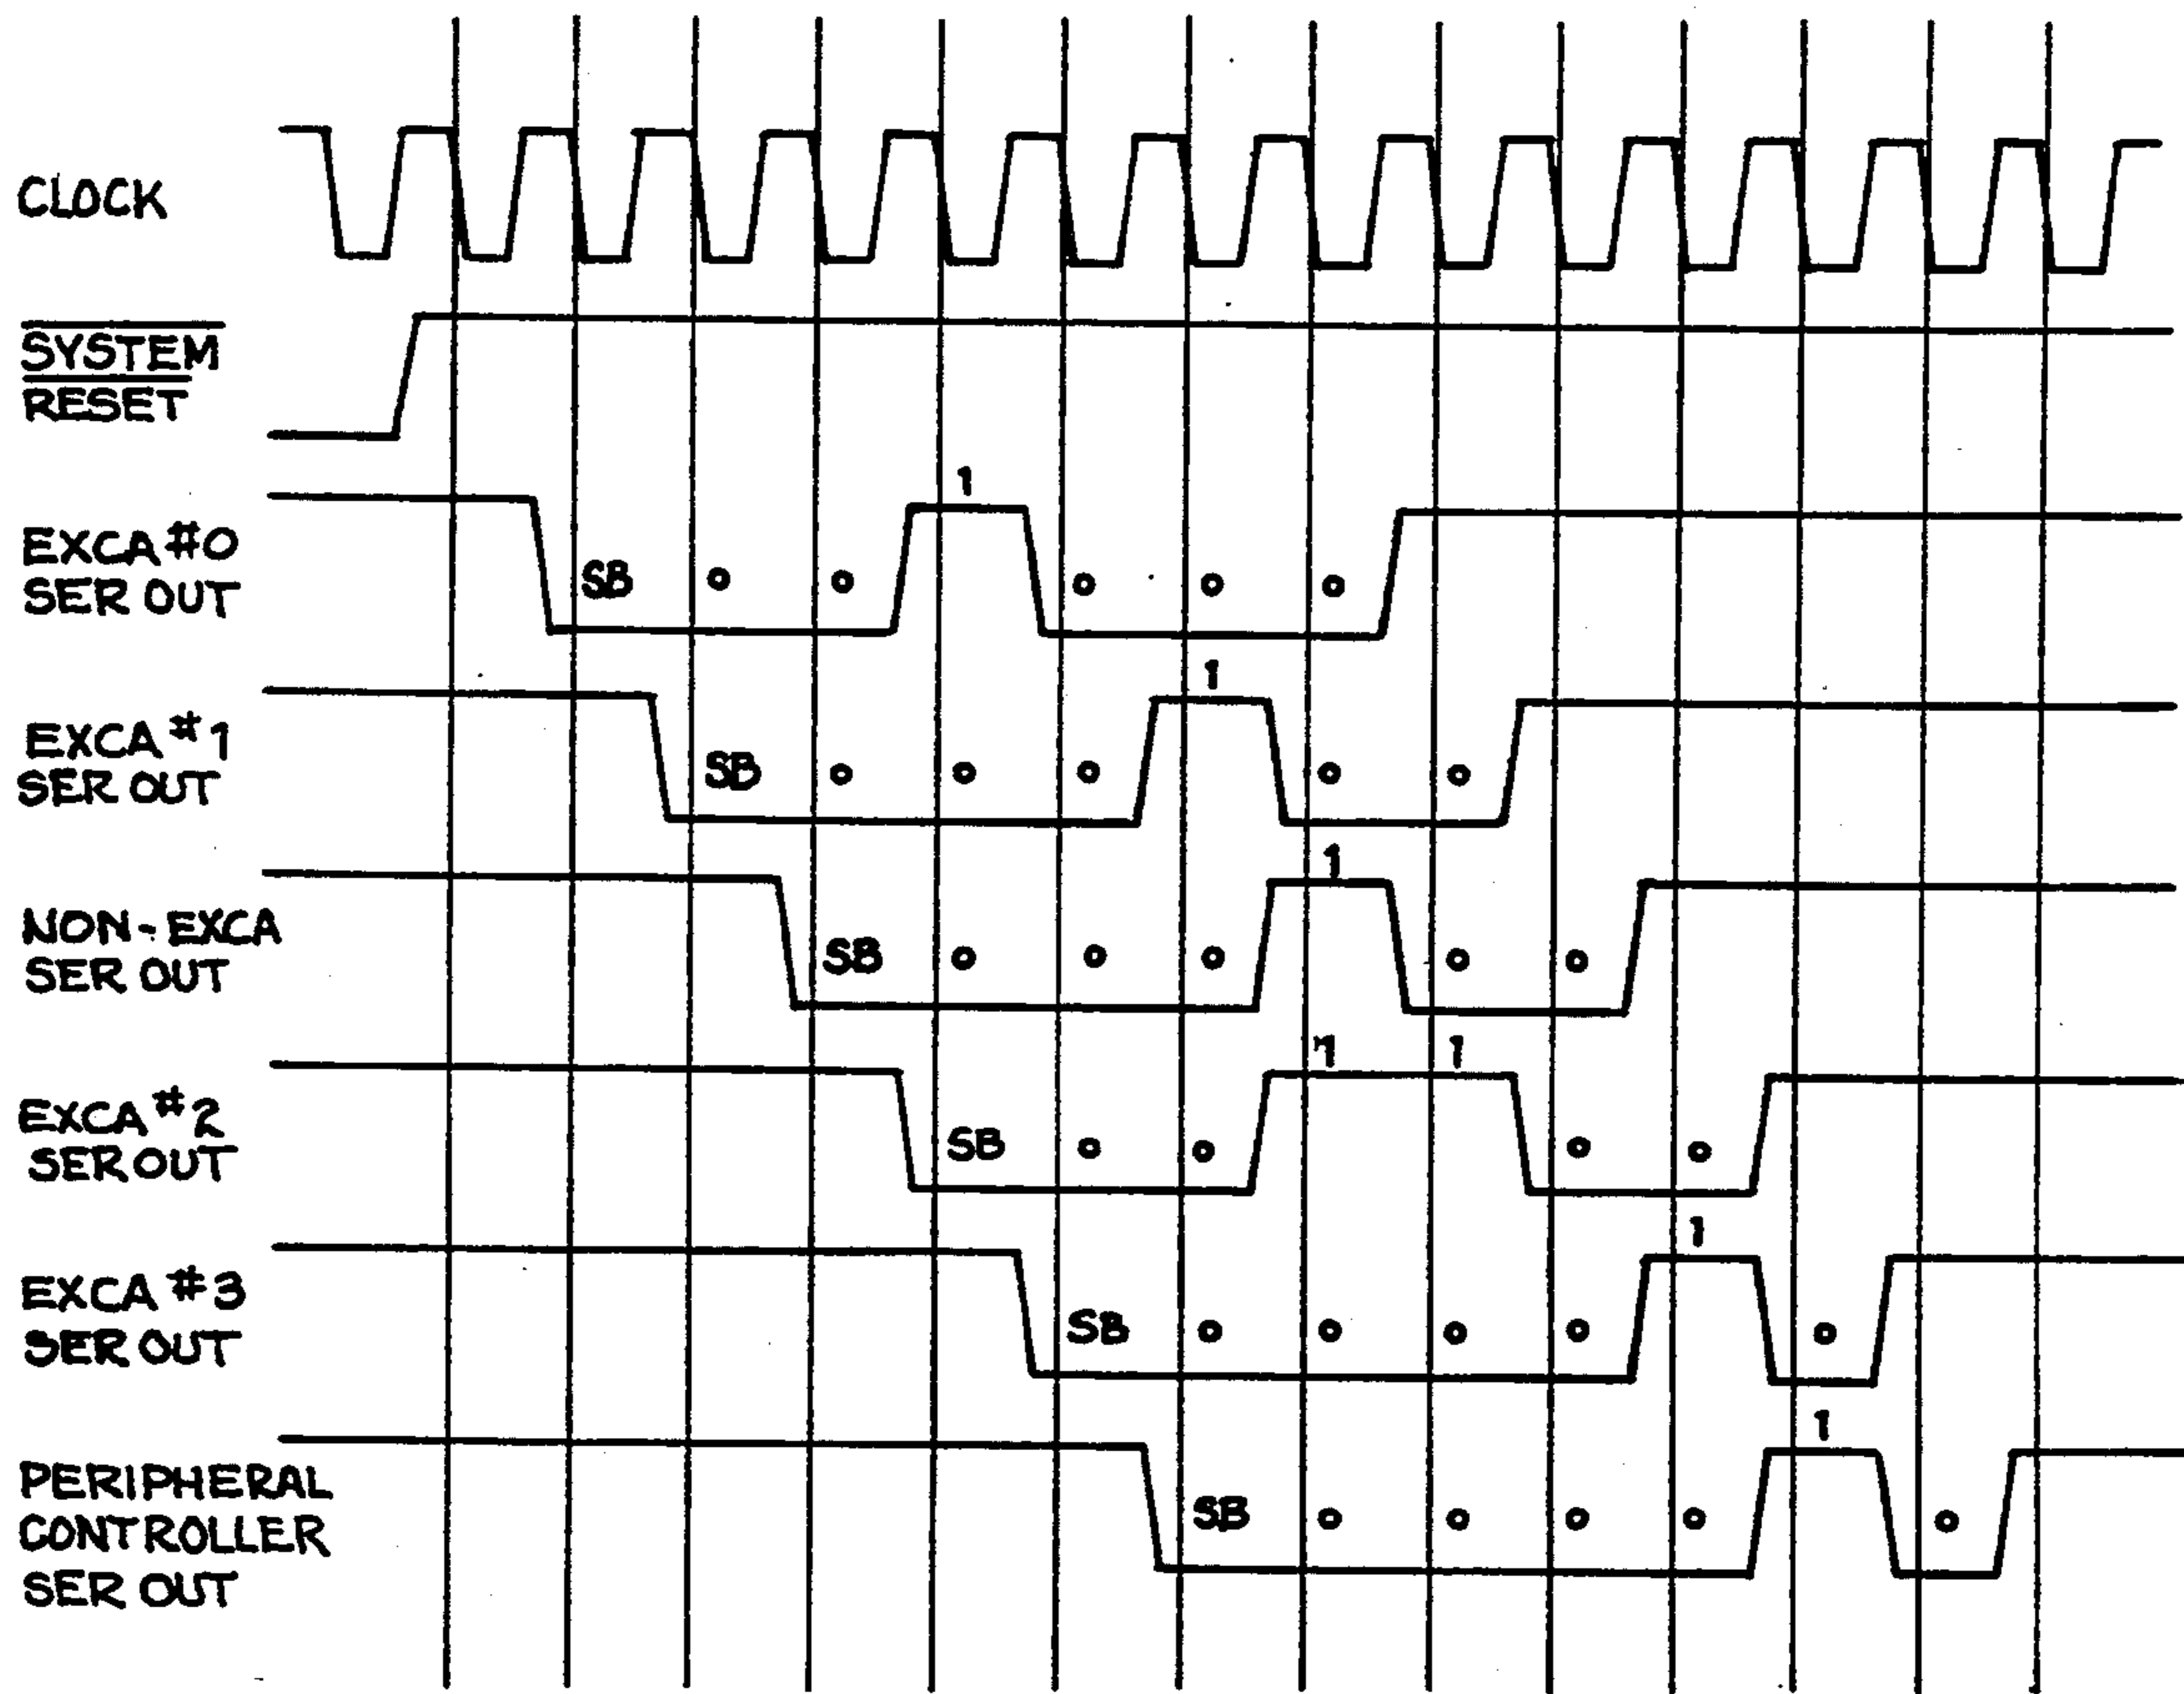 CLOCK
SYSTEM
RESET
1
EXCA #0
SER OUT
SB 0 0 0 0 0
1
EXCA #1
SER OUT
SB 0 0 0 0 0
1
NON-EXCA
SER OUT
SB 0 0 0 0 0
1 1
EXCA #2
SER OUT
SB 0 0 0 0
1
EXCA #3
SER OUT
SB 0 0 0 0 0
1
PERIPHERAL
CONTROLLER
SER OUT
SB 0 0 0 0 0